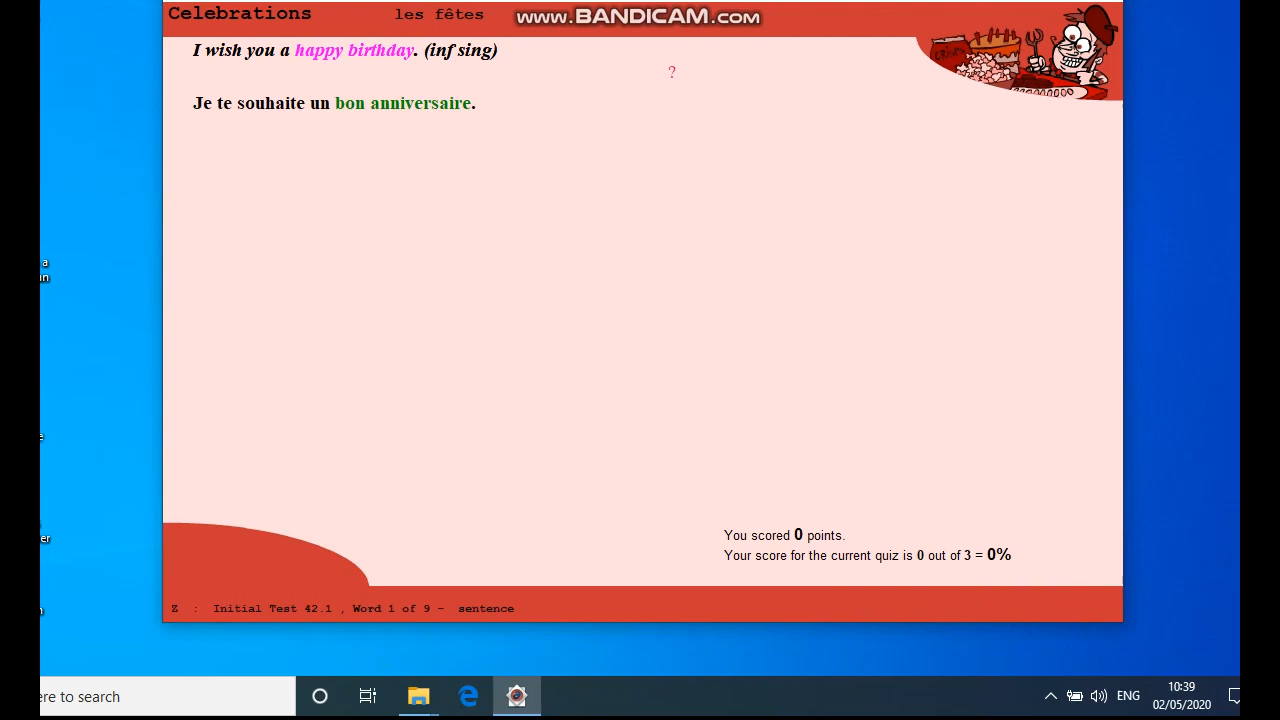 Celebrations les fêtes www.BANDICAM.com
I wish you a happy birthday. (inf sing)
?
Je te souhaite un bon anniversaire.
a
You scored 0 points.
Your score for the current quiz is 0 out of 3 = 0%
Z : Initial Test 42.1 , Word 1 of 9 - sentence
ere to search
ENG
10:39
02/05/2020